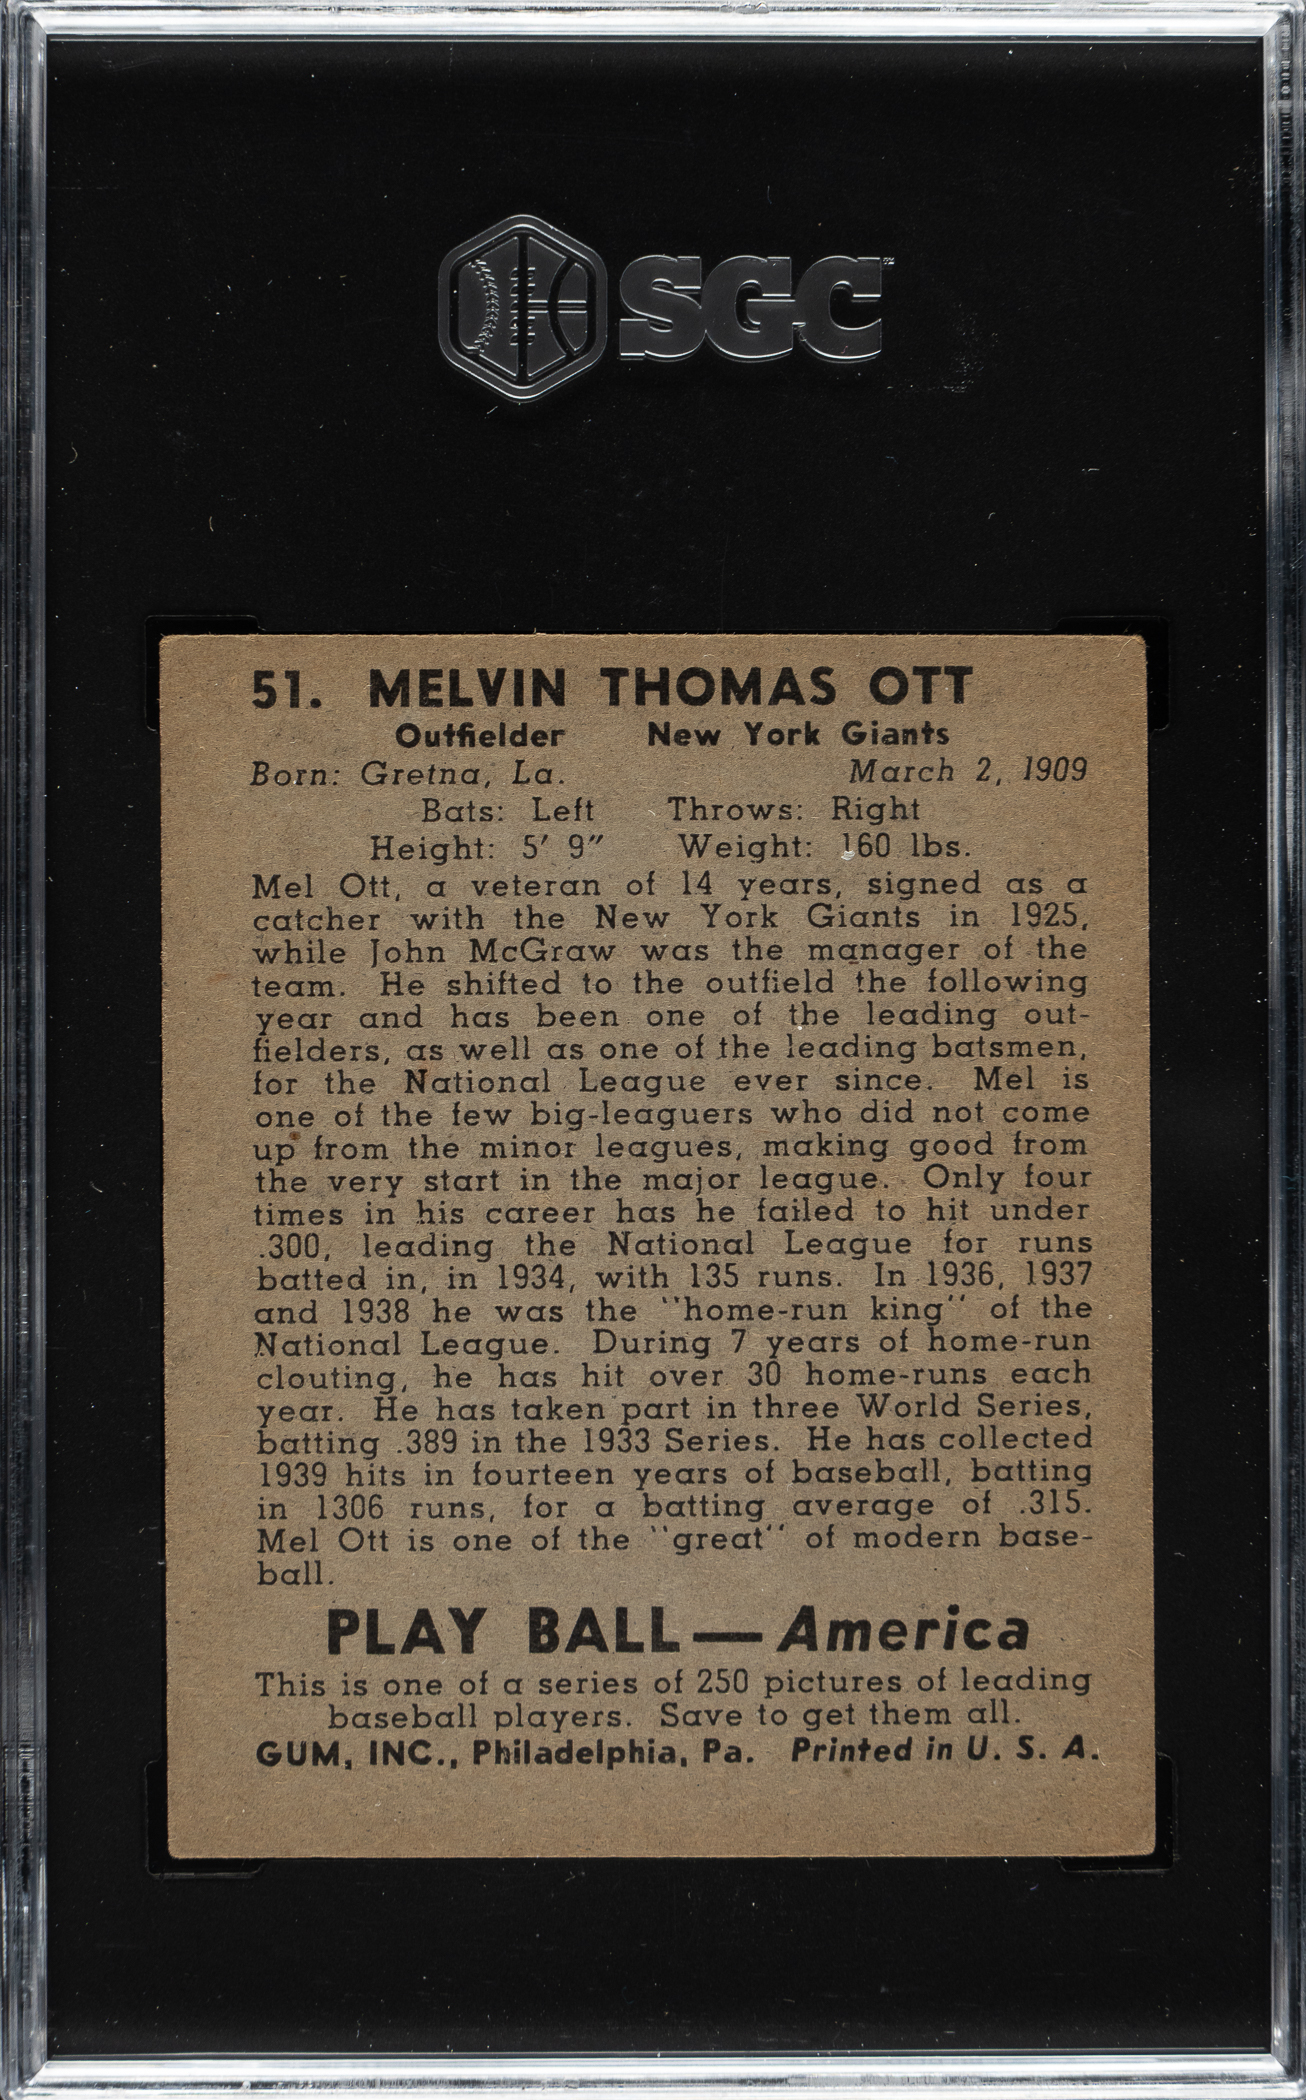 SGC
51. MELVIN THOMAS OTT
Outfielder New York Giants
Born: Gretna, La. March 2, 1909
Bats: Left Throws: Right
Height: 5′ 9″ Weight: 160 lbs.
Mel Ott, a veteran of 14 years, signed as a
catcher with the New York Giants in 1925,
while John McGraw was the manager of the
team. He shifted to the outfield the following
year and has been one of the leading out-
fielders, as well as one of the leading batsmen,
for the National League ever since. Mel is
one of the few big-leaguers who did not come
up from the minor leagues, making good from
the very start in the major league. Only four
times in his career has he failed to hit under
.300, leading the National League for runs
batted in, in 1934, with 135 runs. In 1936, 1937
and 1938 he was the "home-run king" of the
National League. During 7 years of home-run
clouting, he has hit over 30 home-runs each
year. He has taken part in three World Series,
batting .389 in the 1933 Series. He has collected
1939 hits in fourteen years of baseball, batting
in 1306 runs, for a batting average of .315.
Mel Ott is one of the "great" of modern base-
ball.
PLAY BALL—America
This is one of a series of 250 pictures of leading
baseball players. Save to get them all.
GUM, INC., Philadelphia, Pa. Printed in U. S. A.